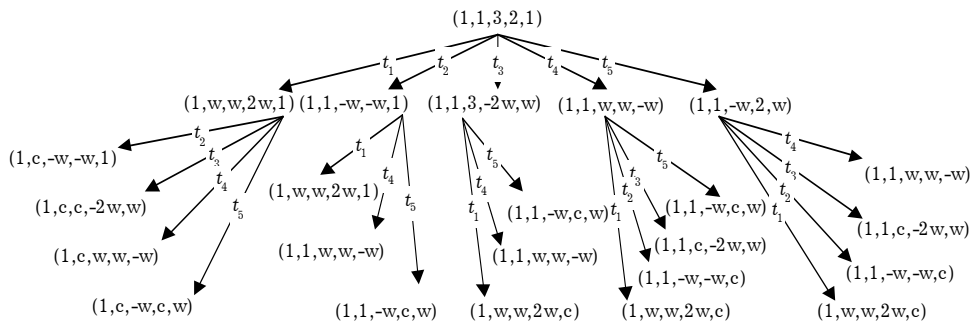 (1,1,3,2,1)
t1 t2 t3 t4 t5
(1,w,w,2w,1) (1,1,-w,-w,1) (1,1,3,-2w,w) (1,1,w,w,-w) (1,1,-w,2,w)
t2 t3 t4 t5
t1 t4 t5
t5 t4 t1
t5 t3 t2 t1
t4 t3 t2 t1
(1,c,-w,-w,1)
(1,c,c,-2w,w)
(1,c,w,w,-w)
(1,c,-w,c,w)
(1,w,w,2w,1)
(1,1,w,w,-w)
(1,1,-w,c,w)
(1,1,-w,c,w)
(1,1,w,w,-w)
(1,w,w,2w,c)
(1,1,-w,c,w)
(1,1,c,-2w,w)
(1,1,-w,-w,c)
(1,w,w,2w,c)
(1,1,w,w,-w)
(1,1,c,-2w,w)
(1,1,-w,-w,c)
(1,w,w,2w,c)